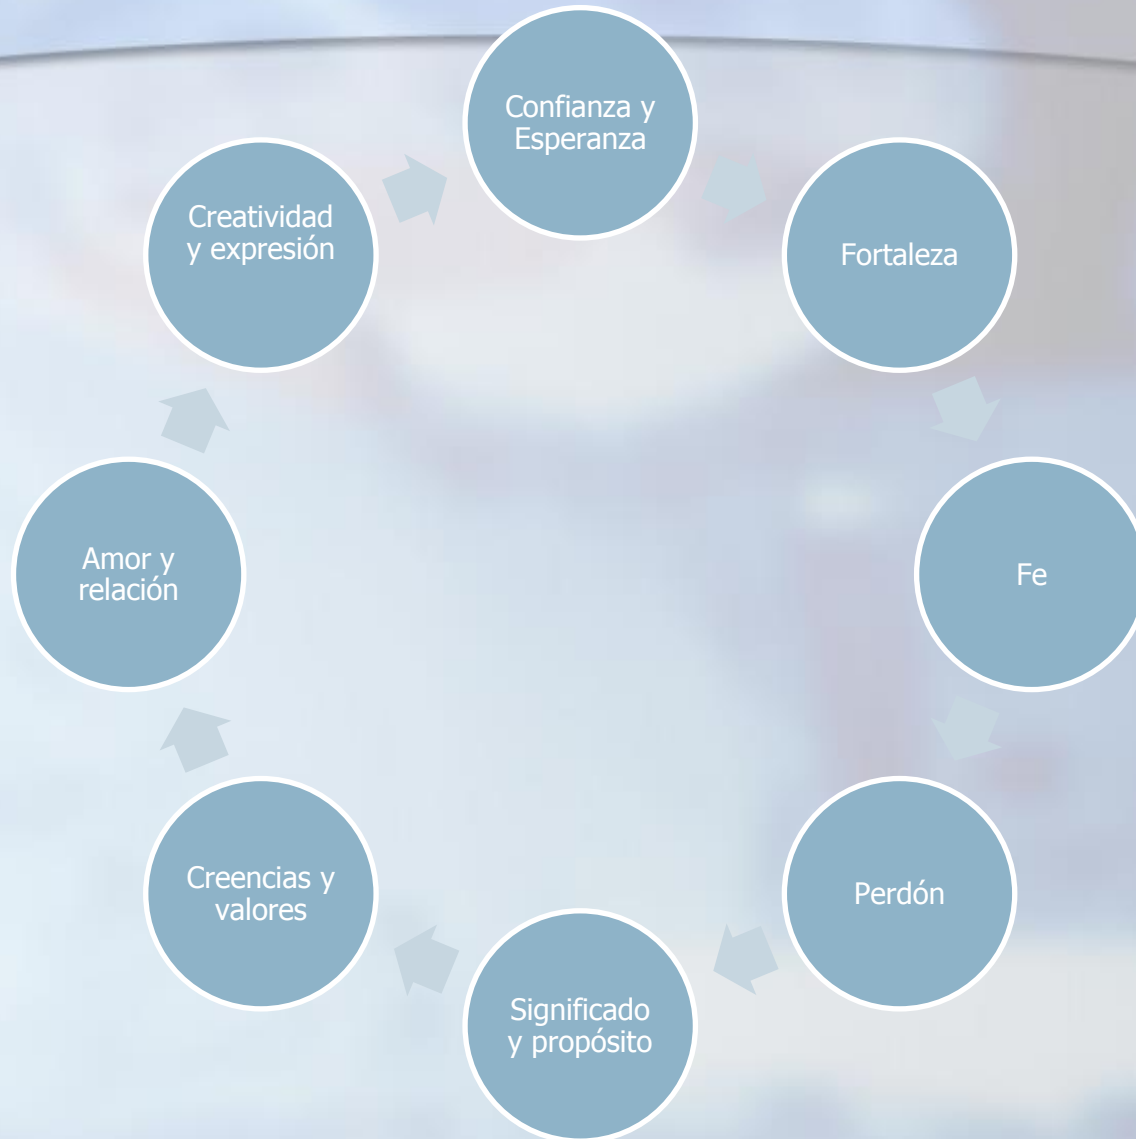 Confianza y
Esperanza
Fortaleza
Fe
Perdón
Significado
y propósito
Creencias y
valores
Amor y
relación
Creatividad
y expresión